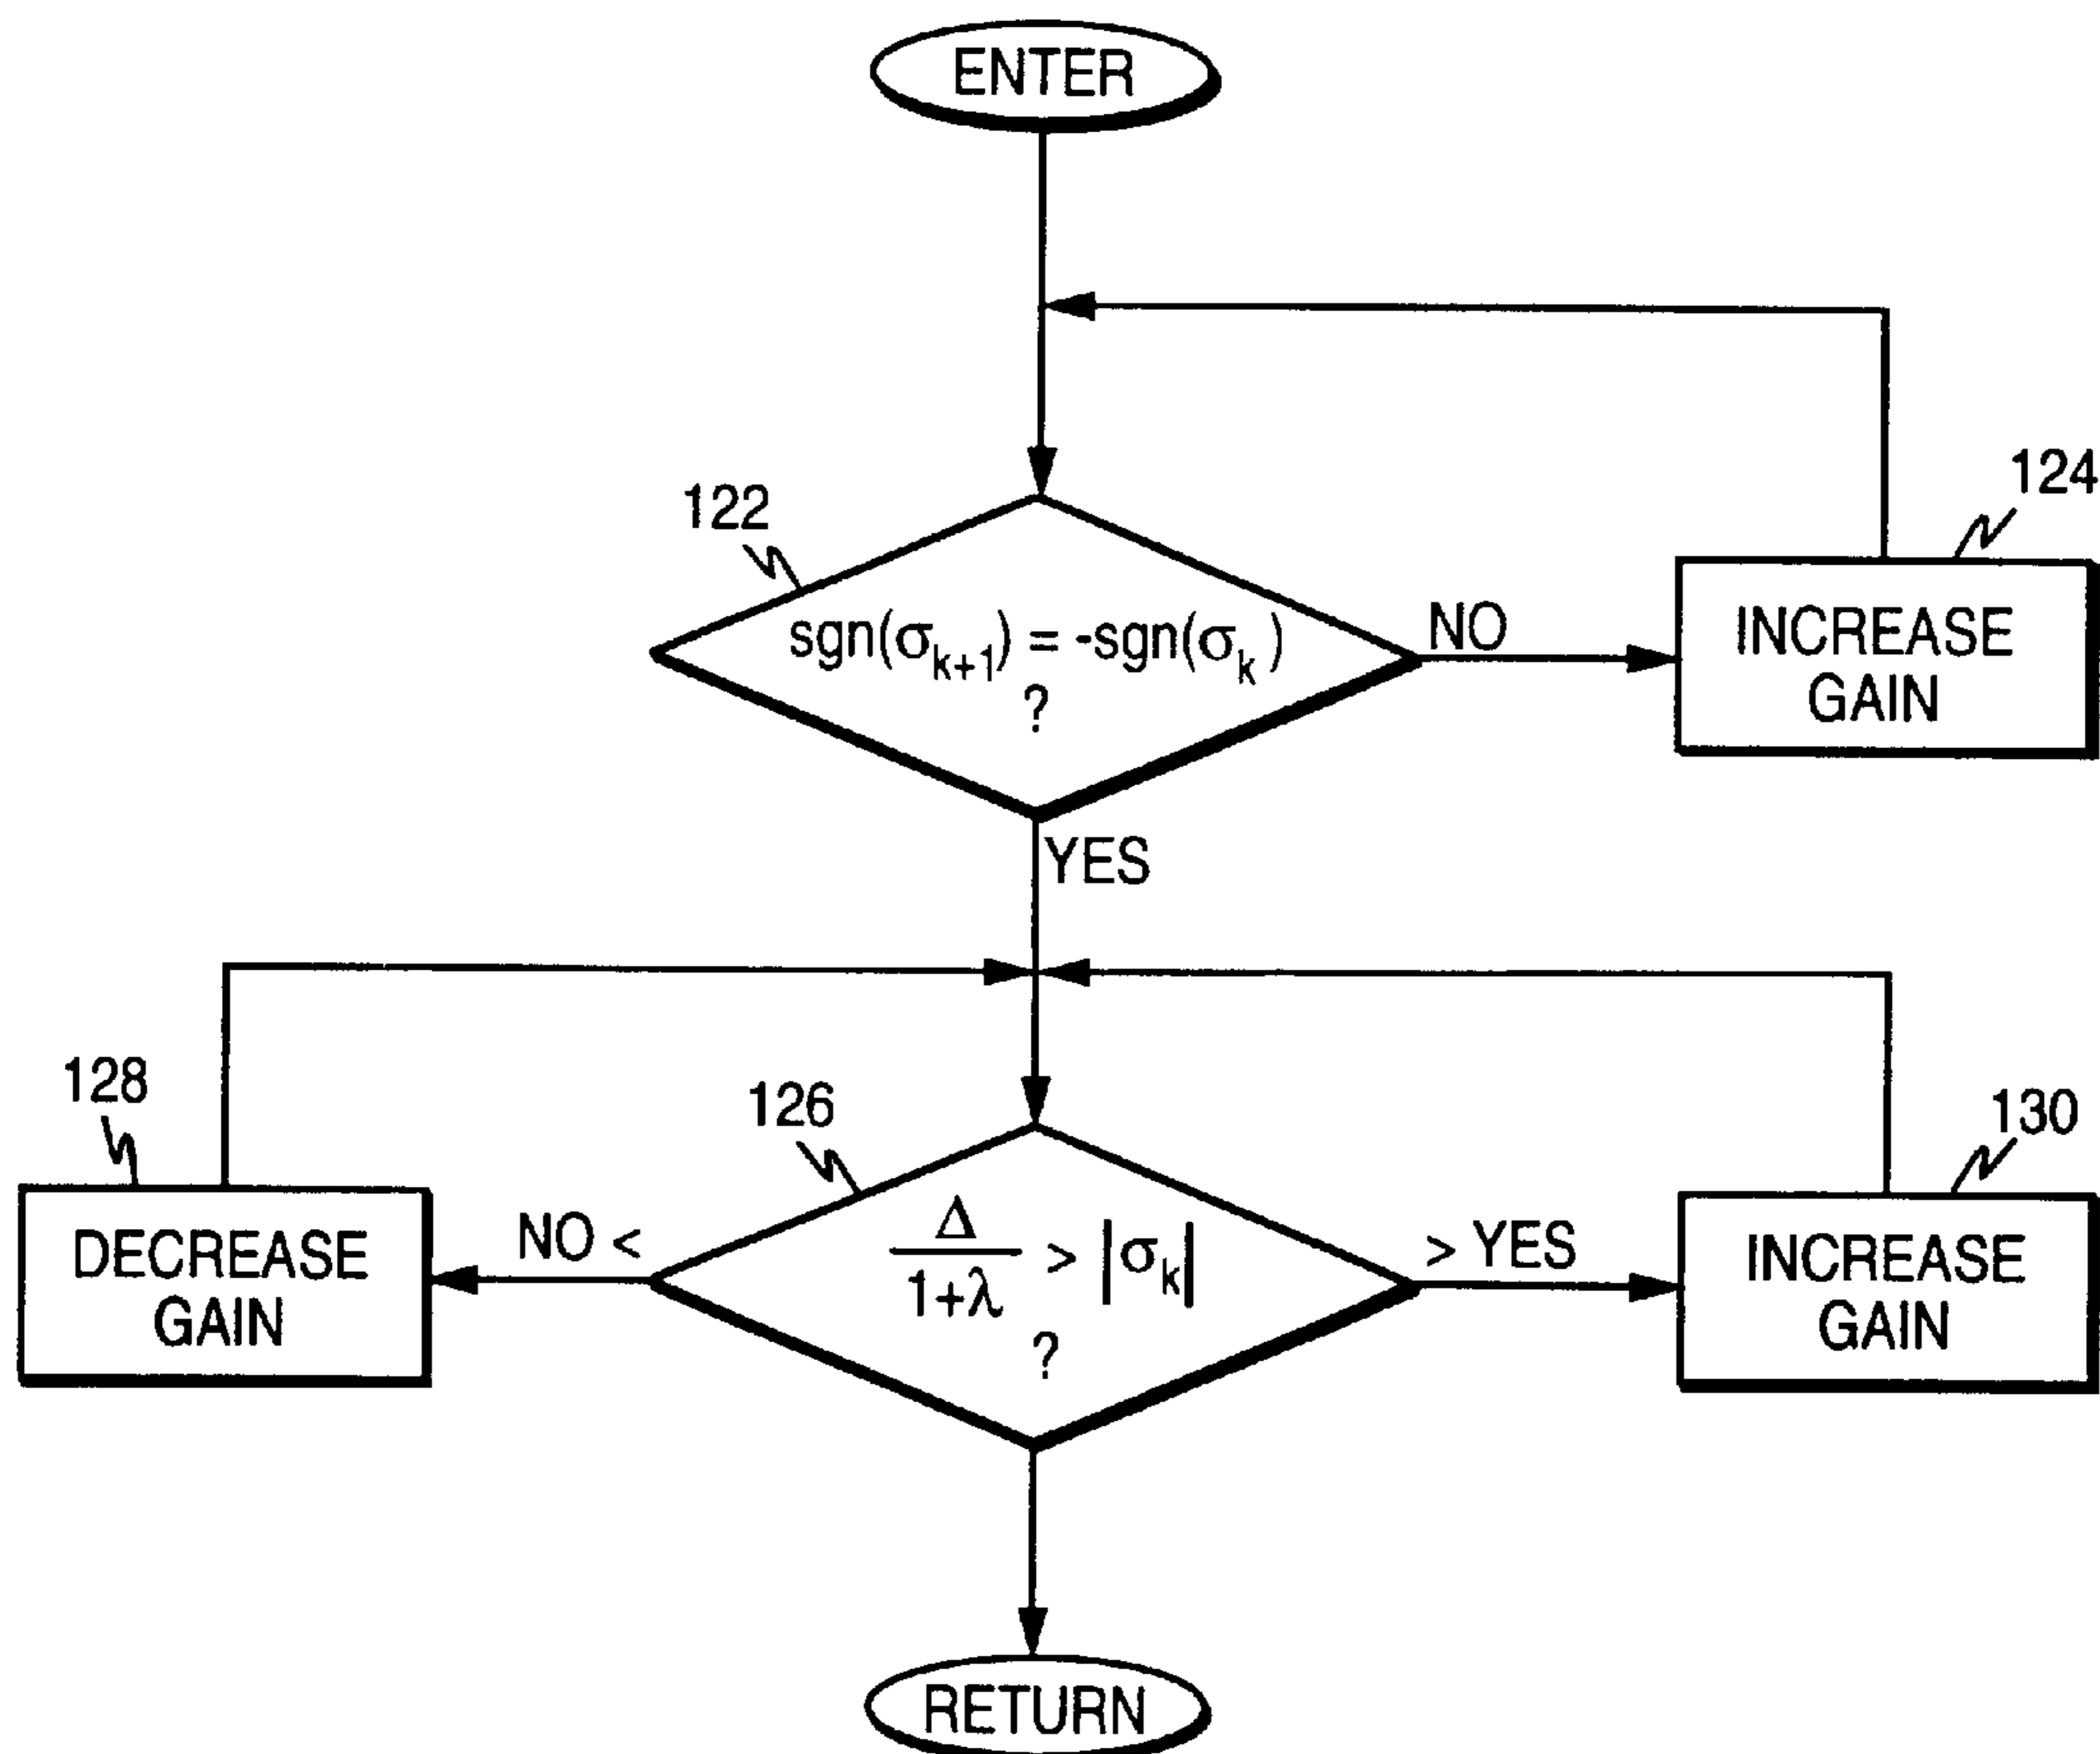 ENTER
124
122
sgn(σk+1) = -sgn(σk)
?
NO
INCREASE
GAIN
YES
128
126
130
DECREASE
GAIN
NO <
Δ
1+λ
> |σk|
?
> YES
INCREASE
GAIN
RETURN